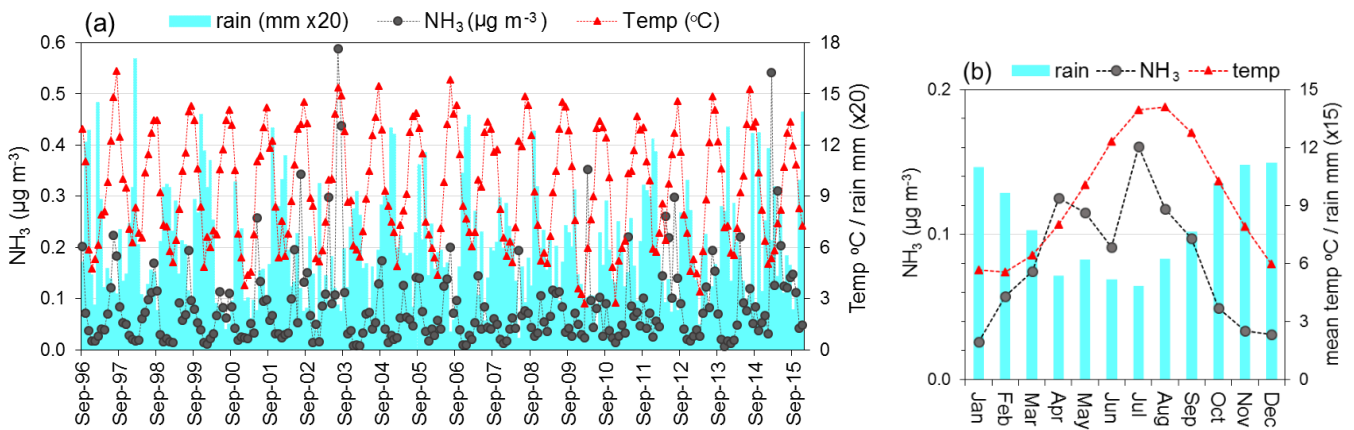 (a)
rain (mm x20)
NH₃ (µg m⁻³)
Temp (ᵒC)
NH₃ (µg m⁻³)
0.6
0.5
0.4
0.3
0.2
0.1
0.0
18
15
12
9
6
3
0
Temp ᵒC / rain mm (x20)
Sep-96
Sep-97
Sep-98
Sep-99
Sep-00
Sep-01
Sep-02
Sep-03
Sep-04
Sep-05
Sep-06
Sep-07
Sep-08
Sep-09
Sep-10
Sep-11
Sep-12
Sep-13
Sep-14
Sep-15
(b)
rain
NH₃
temp
NH₃ (µg m⁻³)
0.2
0.1
0.0
15
12
9
6
3
0
mean temp ᵒC / rain mm (x15)
Jan
Feb
Mar
Apr
May
Jun
Jul
Aug
Sep
Oct
Nov
Dec